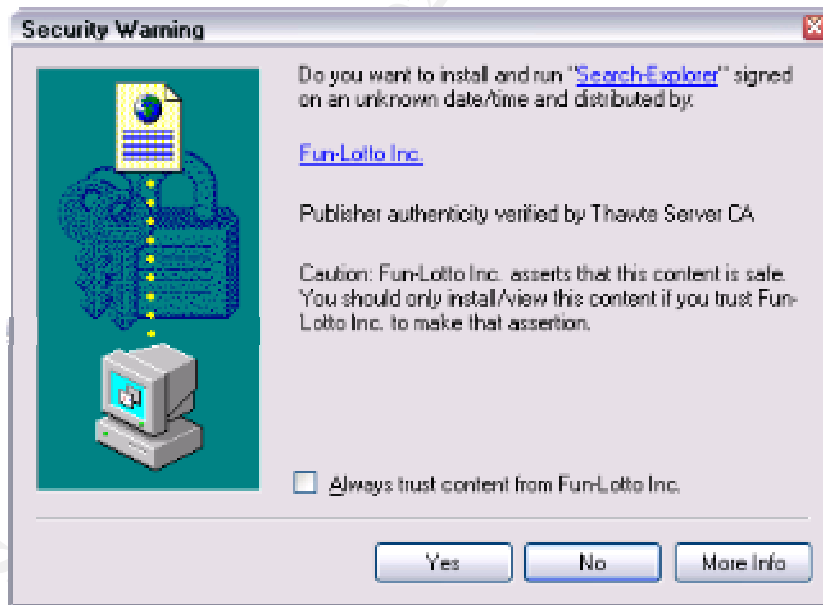 Security Warning
Do you want to install and run "Search-Explorer" signed
on an unknown date/time and distributed by:
Fun-Lotto Inc.
Publisher authenticity verified by Thawte Server CA
Caution: Fun-Lotto Inc. asserts that this content is safe.
You should only install/view this content if you trust Fun-
Lotto Inc. to make that assertion.
Always trust content from Fun-Lotto Inc.
Yes
No
More Info